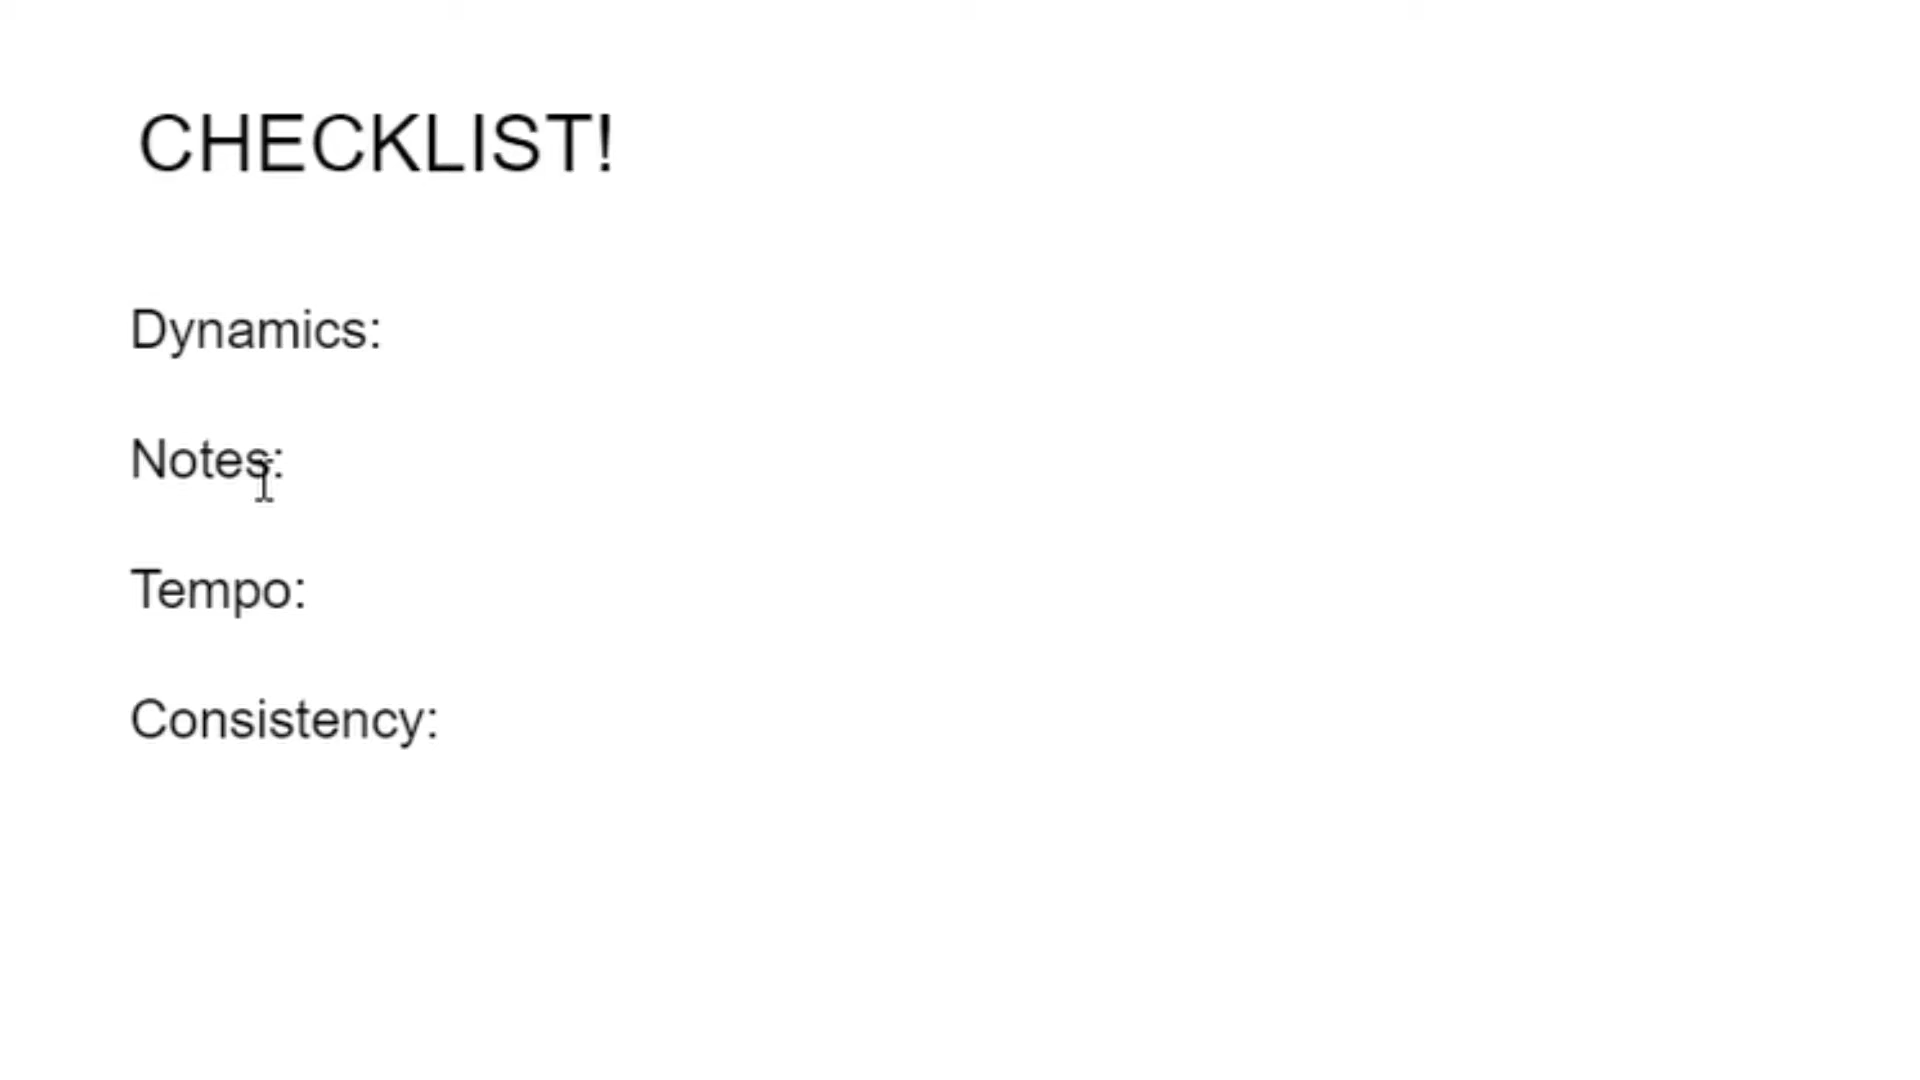 CHECKLIST!
Dynamics:
Notes:
Tempo:
Consistency: